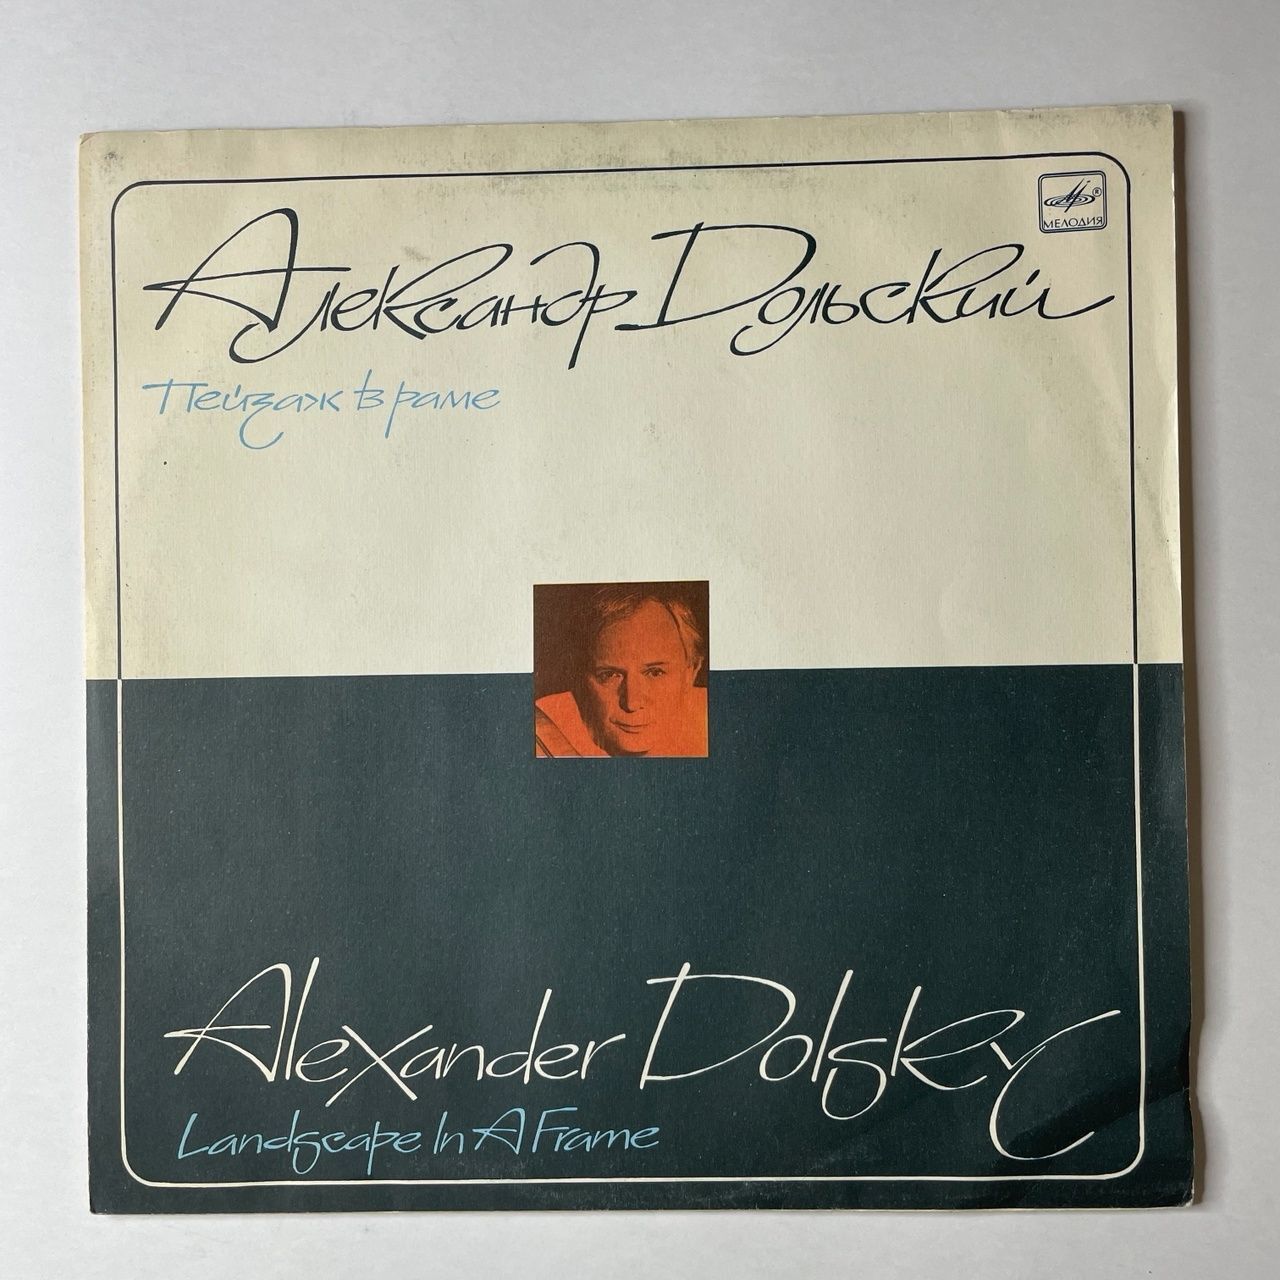 МЕЛОДИЯ
®
Александр Дольский
Пейзаж в раме
Alexander Dolsky
Landscape In A Frame